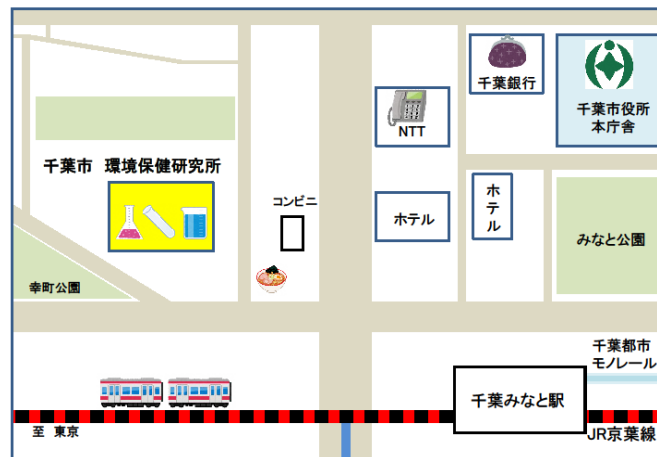 千葉銀行
千葉市役所
本庁舎
NTT
千葉市 環境保健研究所
コンビニ
ホテル
ホテル
みなと公園
幸町公園
千葉都市
モノレール
千葉みなと駅
至 東京
JR京葉線